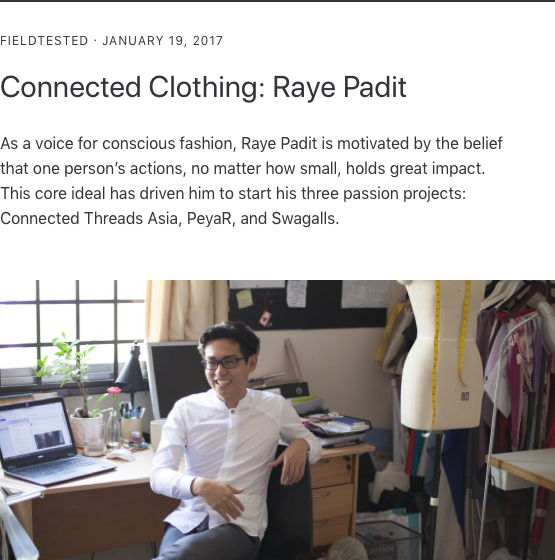 FIELDTESTED · JANUARY 19, 2017
Connected Clothing: Raye Padit
As a voice for conscious fashion, Raye Padit is motivated by the belief
that one person’s actions, no matter how small, holds great impact.
This core ideal has driven him to start his three passion projects:
Connected Threads Asia, PeyaR, and Swagalls.
80